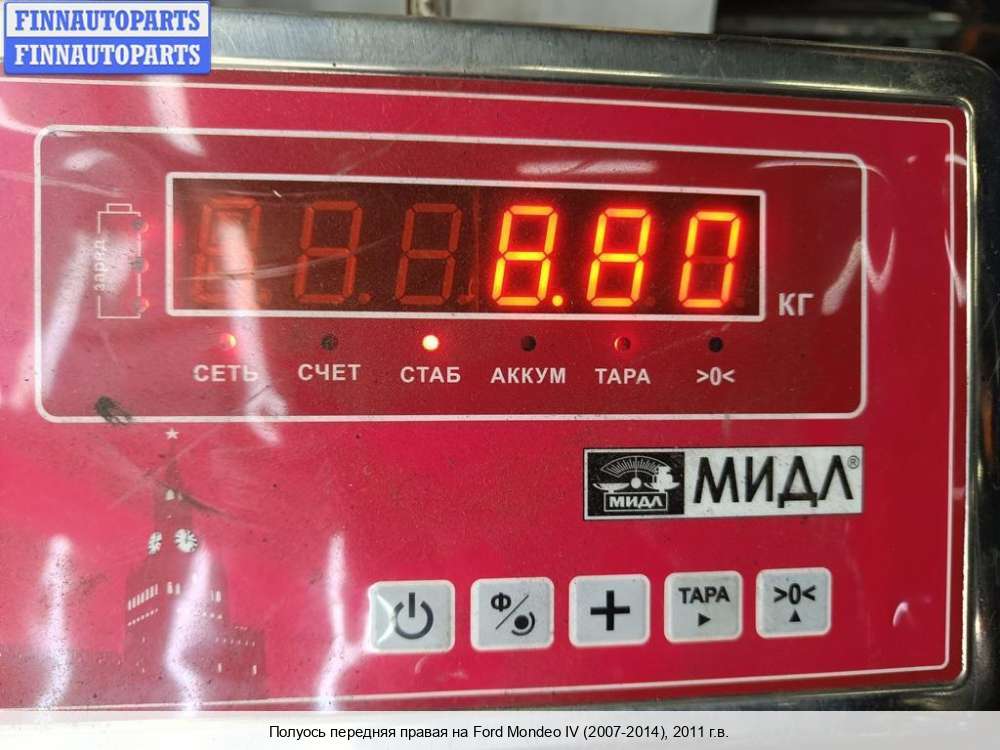 FINNAUTOPARTS
FINNAUTOPARTS
8.80
КГ
заряд
СЕТЬ СЧЕТ СТАБ АККУМ ТАРА >0<
МИДЛ МИДЛ®
Ф/ + ТАРА >0<
Полуось передняя правая на Ford Mondeo IV (2007-2014), 2011 г.в.